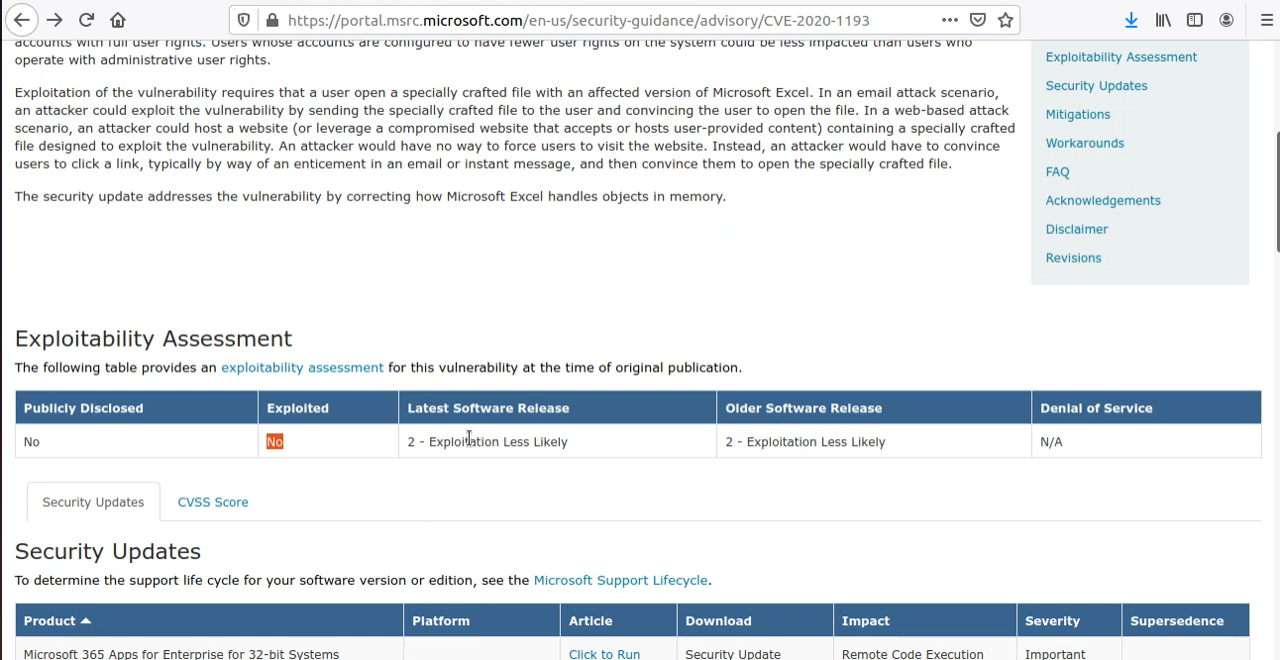 https://portal.msrc.microsoft.com/en-us/security-guidance/advisory/CVE-2020-1193
accounts with full user rights. Users whose accounts are configured to have fewer user rights on the system could be less impacted than users who
operate with administrative user rights.
Exploitation of the vulnerability requires that a user open a specially crafted file with an affected version of Microsoft Excel. In an email attack scenario,
an attacker could exploit the vulnerability by sending the specially crafted file to the user and convincing the user to open the file. In a web-based attack
scenario, an attacker could host a website (or leverage a compromised website that accepts or hosts user-provided content) containing a specially crafted
file designed to exploit the vulnerability. An attacker would have no way to force users to visit the website. Instead, an attacker would have to convince
users to click a link, typically by way of an enticement in an email or instant message, and then convince them to open the specially crafted file.
The security update addresses the vulnerability by correcting how Microsoft Excel handles objects in memory.
Exploitability Assessment
Security Updates
Mitigations
Workarounds
FAQ
Acknowledgements
Disclaimer
Revisions
Exploitability Assessment
The following table provides an exploitability assessment for this vulnerability at the time of original publication.
Publicly Disclosed Exploited Latest Software Release Older Software Release Denial of Service
No No 2 - Exploitation Less Likely 2 - Exploitation Less Likely N/A
Security Updates CVSS Score
Security Updates
To determine the support life cycle for your software version or edition, see the Microsoft Support Lifecycle.
Product Platform Article Download Impact Severity Supersedence
Microsoft 365 Apps for Enterprise for 32-bit Systems Click to Run Security Update Remote Code Execution Important